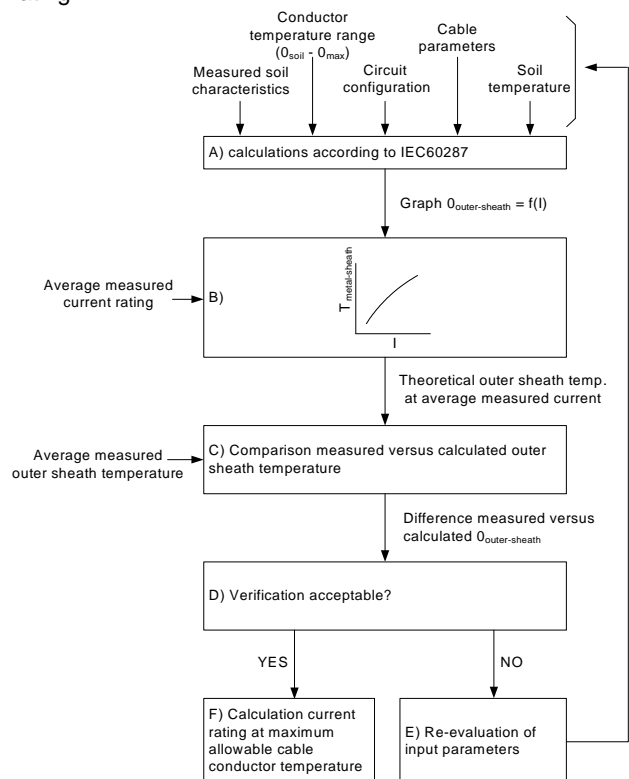 Conductor
temperature range
(0soil - 0max)
Cable
parameters
Measured soil
characteristics
Circuit
configuration
Soil
temperature
A) calculations according to IEC60287
Graph 0outer-sheath = f(I)
Average measured
current rating
B)
Tmetal-sheath
I
Theoretical outer sheath temp.
at average measured current
Average measured
outer sheath temperature
C) Comparison measured versus calculated outer
sheath temperature
Difference measured versus
calculated 0outer-sheath
D) Verification acceptable?
YES
NO
F) Calculation current
rating at maximum
allowable cable
conductor temperature
E) Re-evaluation of
input parameters